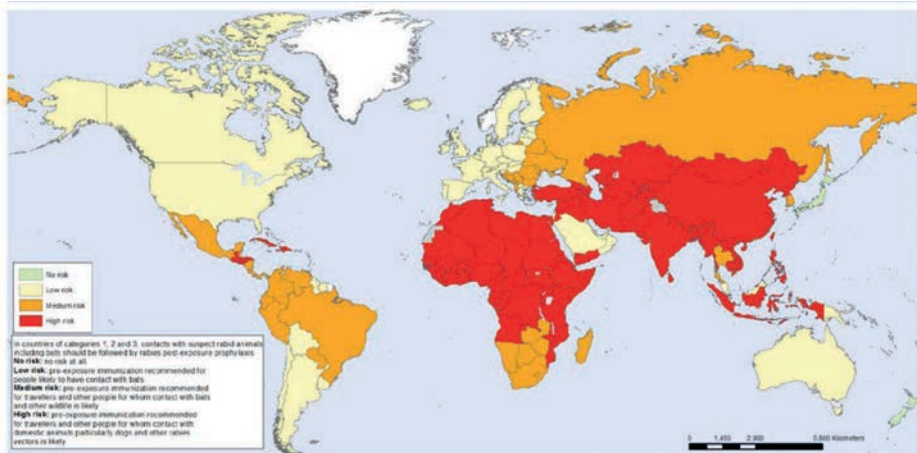 No risk
Low risk
Medium risk
High risk
In countries of categories 1, 2 and 3, contacts with suspect rabid animals
including bats should be followed by rabies post-exposure prophylaxis
No risk: no risk at all.
Low risk: pre-exposure immunization recommended for
people likely to have contact with bats
Medium risk: pre-exposure immunization recommended
for travellers and other people for whom contact with bats
and other wildlife is likely
High risk: pre-exposure immunization recommended
for travellers and other people for whom contact with
domestic animals particularly dogs and other rabies
vectors is likely
0 1,450 2,900 5,800 Kilometers